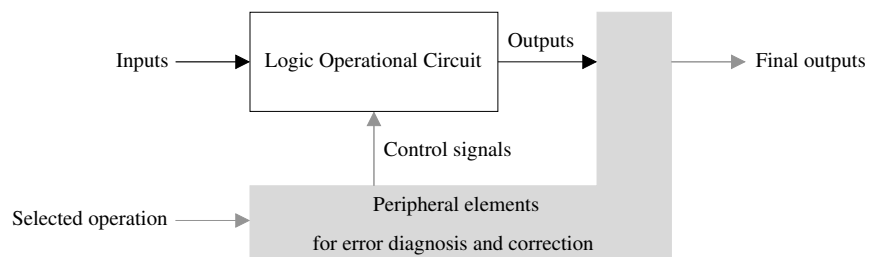 Inputs
Logic Operational Circuit
Outputs
Final outputs
Control signals
Selected operation
Peripheral elements
for error diagnosis and correction